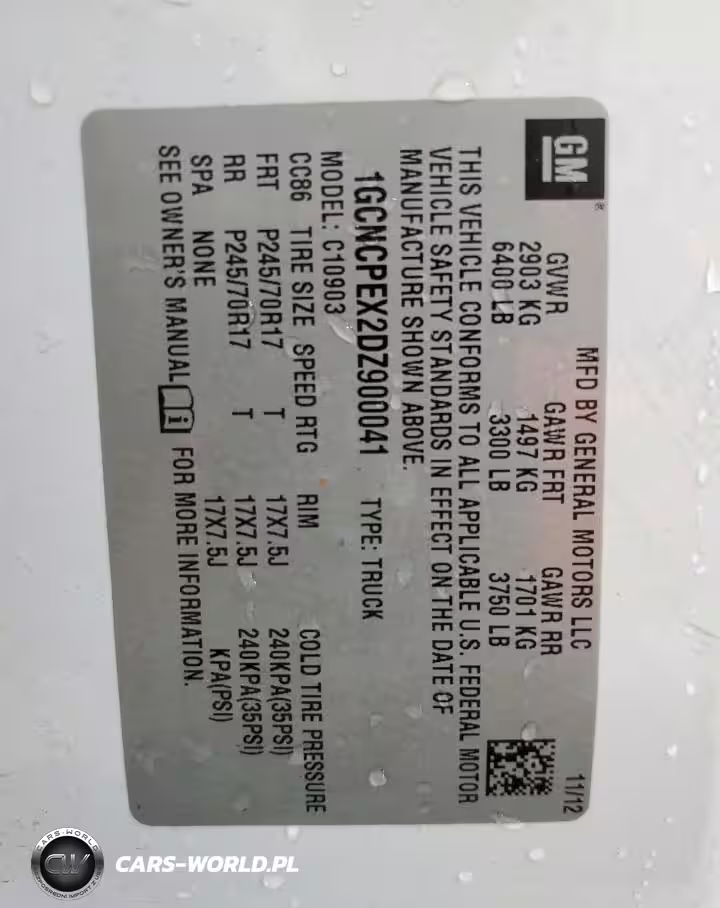 GM®
MFD BY GENERAL MOTORS LLC 11/12
GVWR GAWR FRT GAWR RR
2903 KG 1497 KG 1701 KG
6400 LB 3300 LB 3750 LB
THIS VEHICLE CONFORMS TO ALL APPLICABLE U.S. FEDERAL MOTOR
VEHICLE SAFETY STANDARDS IN EFFECT ON THE DATE OF
MANUFACTURE SHOWN ABOVE.
1GCNCPEX2DZ900041 TYPE: TRUCK
MODEL: C10903
CC86 TIRE SIZE SPEED RTG RIM COLD TIRE PRESSURE
FRT P245/70R17 T 17X7.5J 240KPA(35PSI)
RR P245/70R17 T 17X7.5J 240KPA(35PSI)
SPA NONE 17X7.5J KPA(PSI)
SEE OWNER'S MANUAL i FOR MORE INFORMATION.
CARS-WORLD
CW
CARS-WORLD.PL